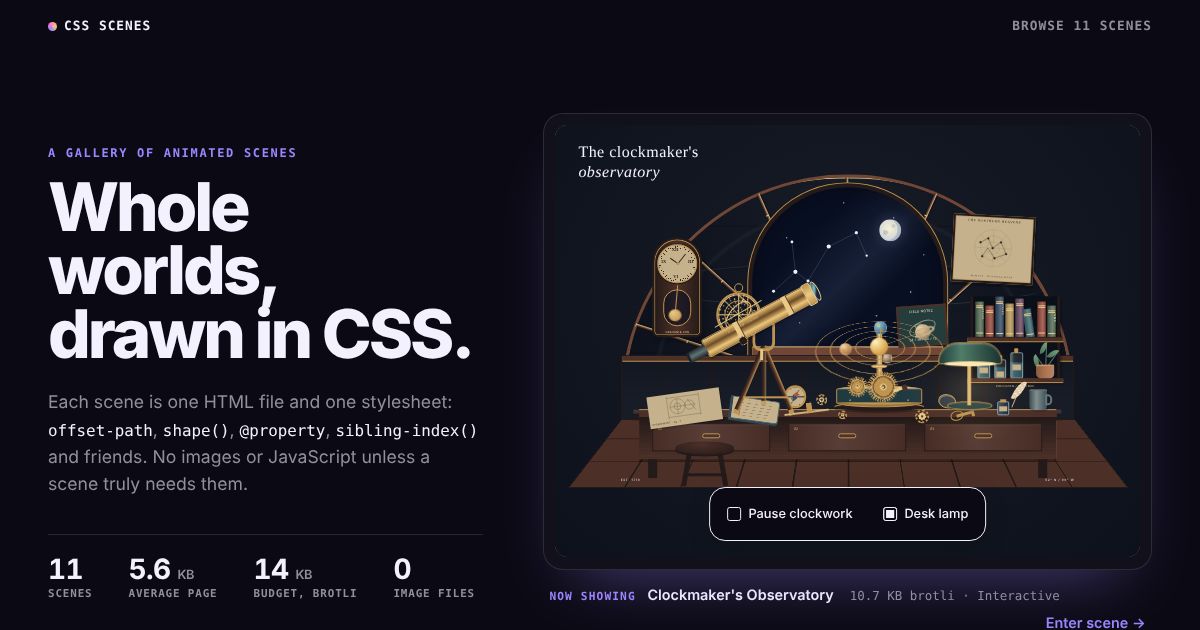 CSS SCENES
BROWSE 11 SCENES
A GALLERY OF ANIMATED SCENES
Whole
worlds,
drawn in CSS.
Each scene is one HTML file and one stylesheet:
offset-path, shape(), @property, sibling-index()
and friends. No images or JavaScript unless a
scene truly needs them.
11
SCENES
5.6 KB
AVERAGE PAGE
14 KB
BUDGET, BROTLI
0
IMAGE FILES
The clockmaker's
observatory
FIELD NOTES
Pause clockwork
Desk lamp
NOW SHOWING Clockmaker's Observatory 10.7 KB brotli · Interactive
Enter scene →